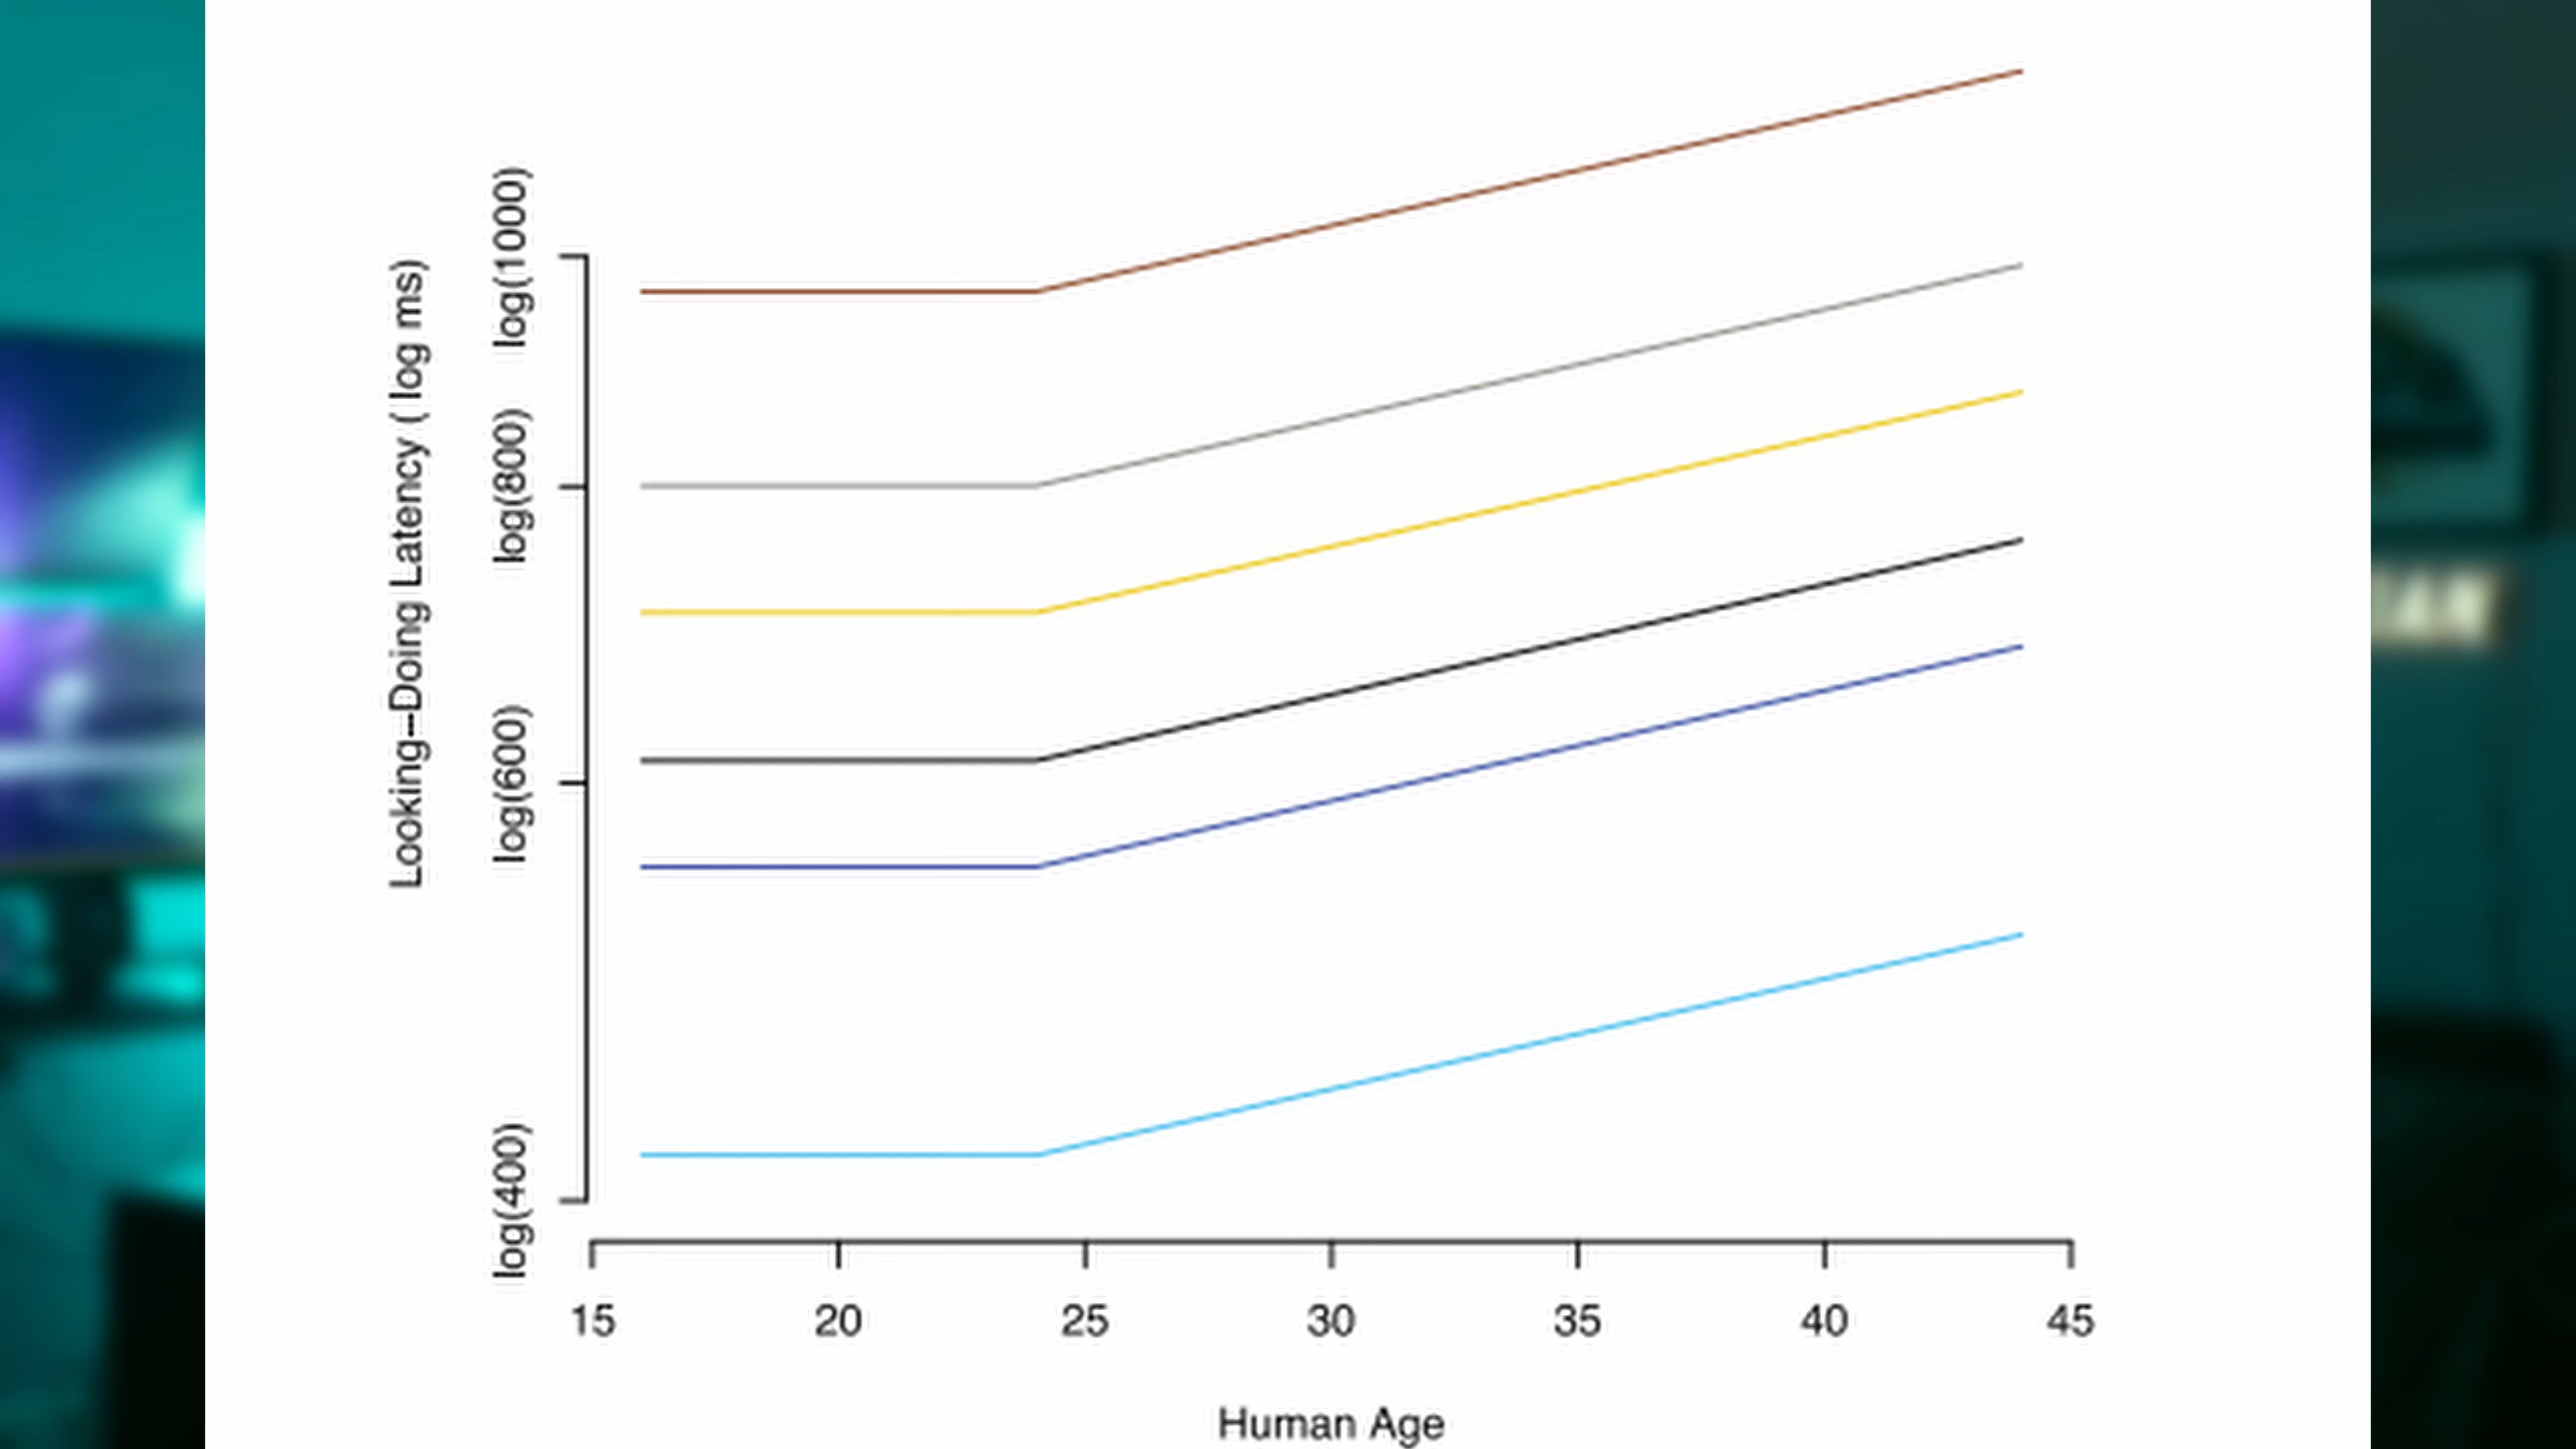 Looking–Doing Latency ( log ms)
log(1000)
log(800)
log(600)
log(400)
15 20 25 30 35 40 45
Human Age